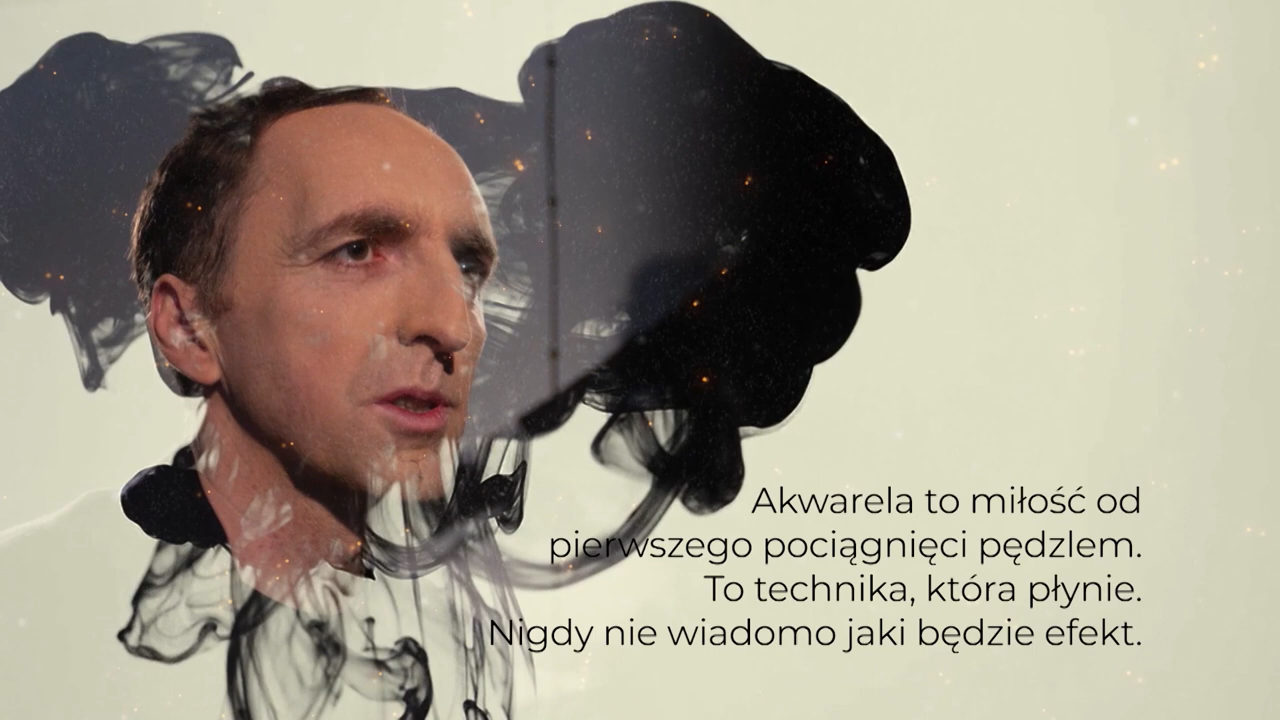 Akwarela to miłość od
pierwszego pociągnięci pędzlem.
To technika, która płynie.
Nigdy nie wiadomo jaki będzie efekt.